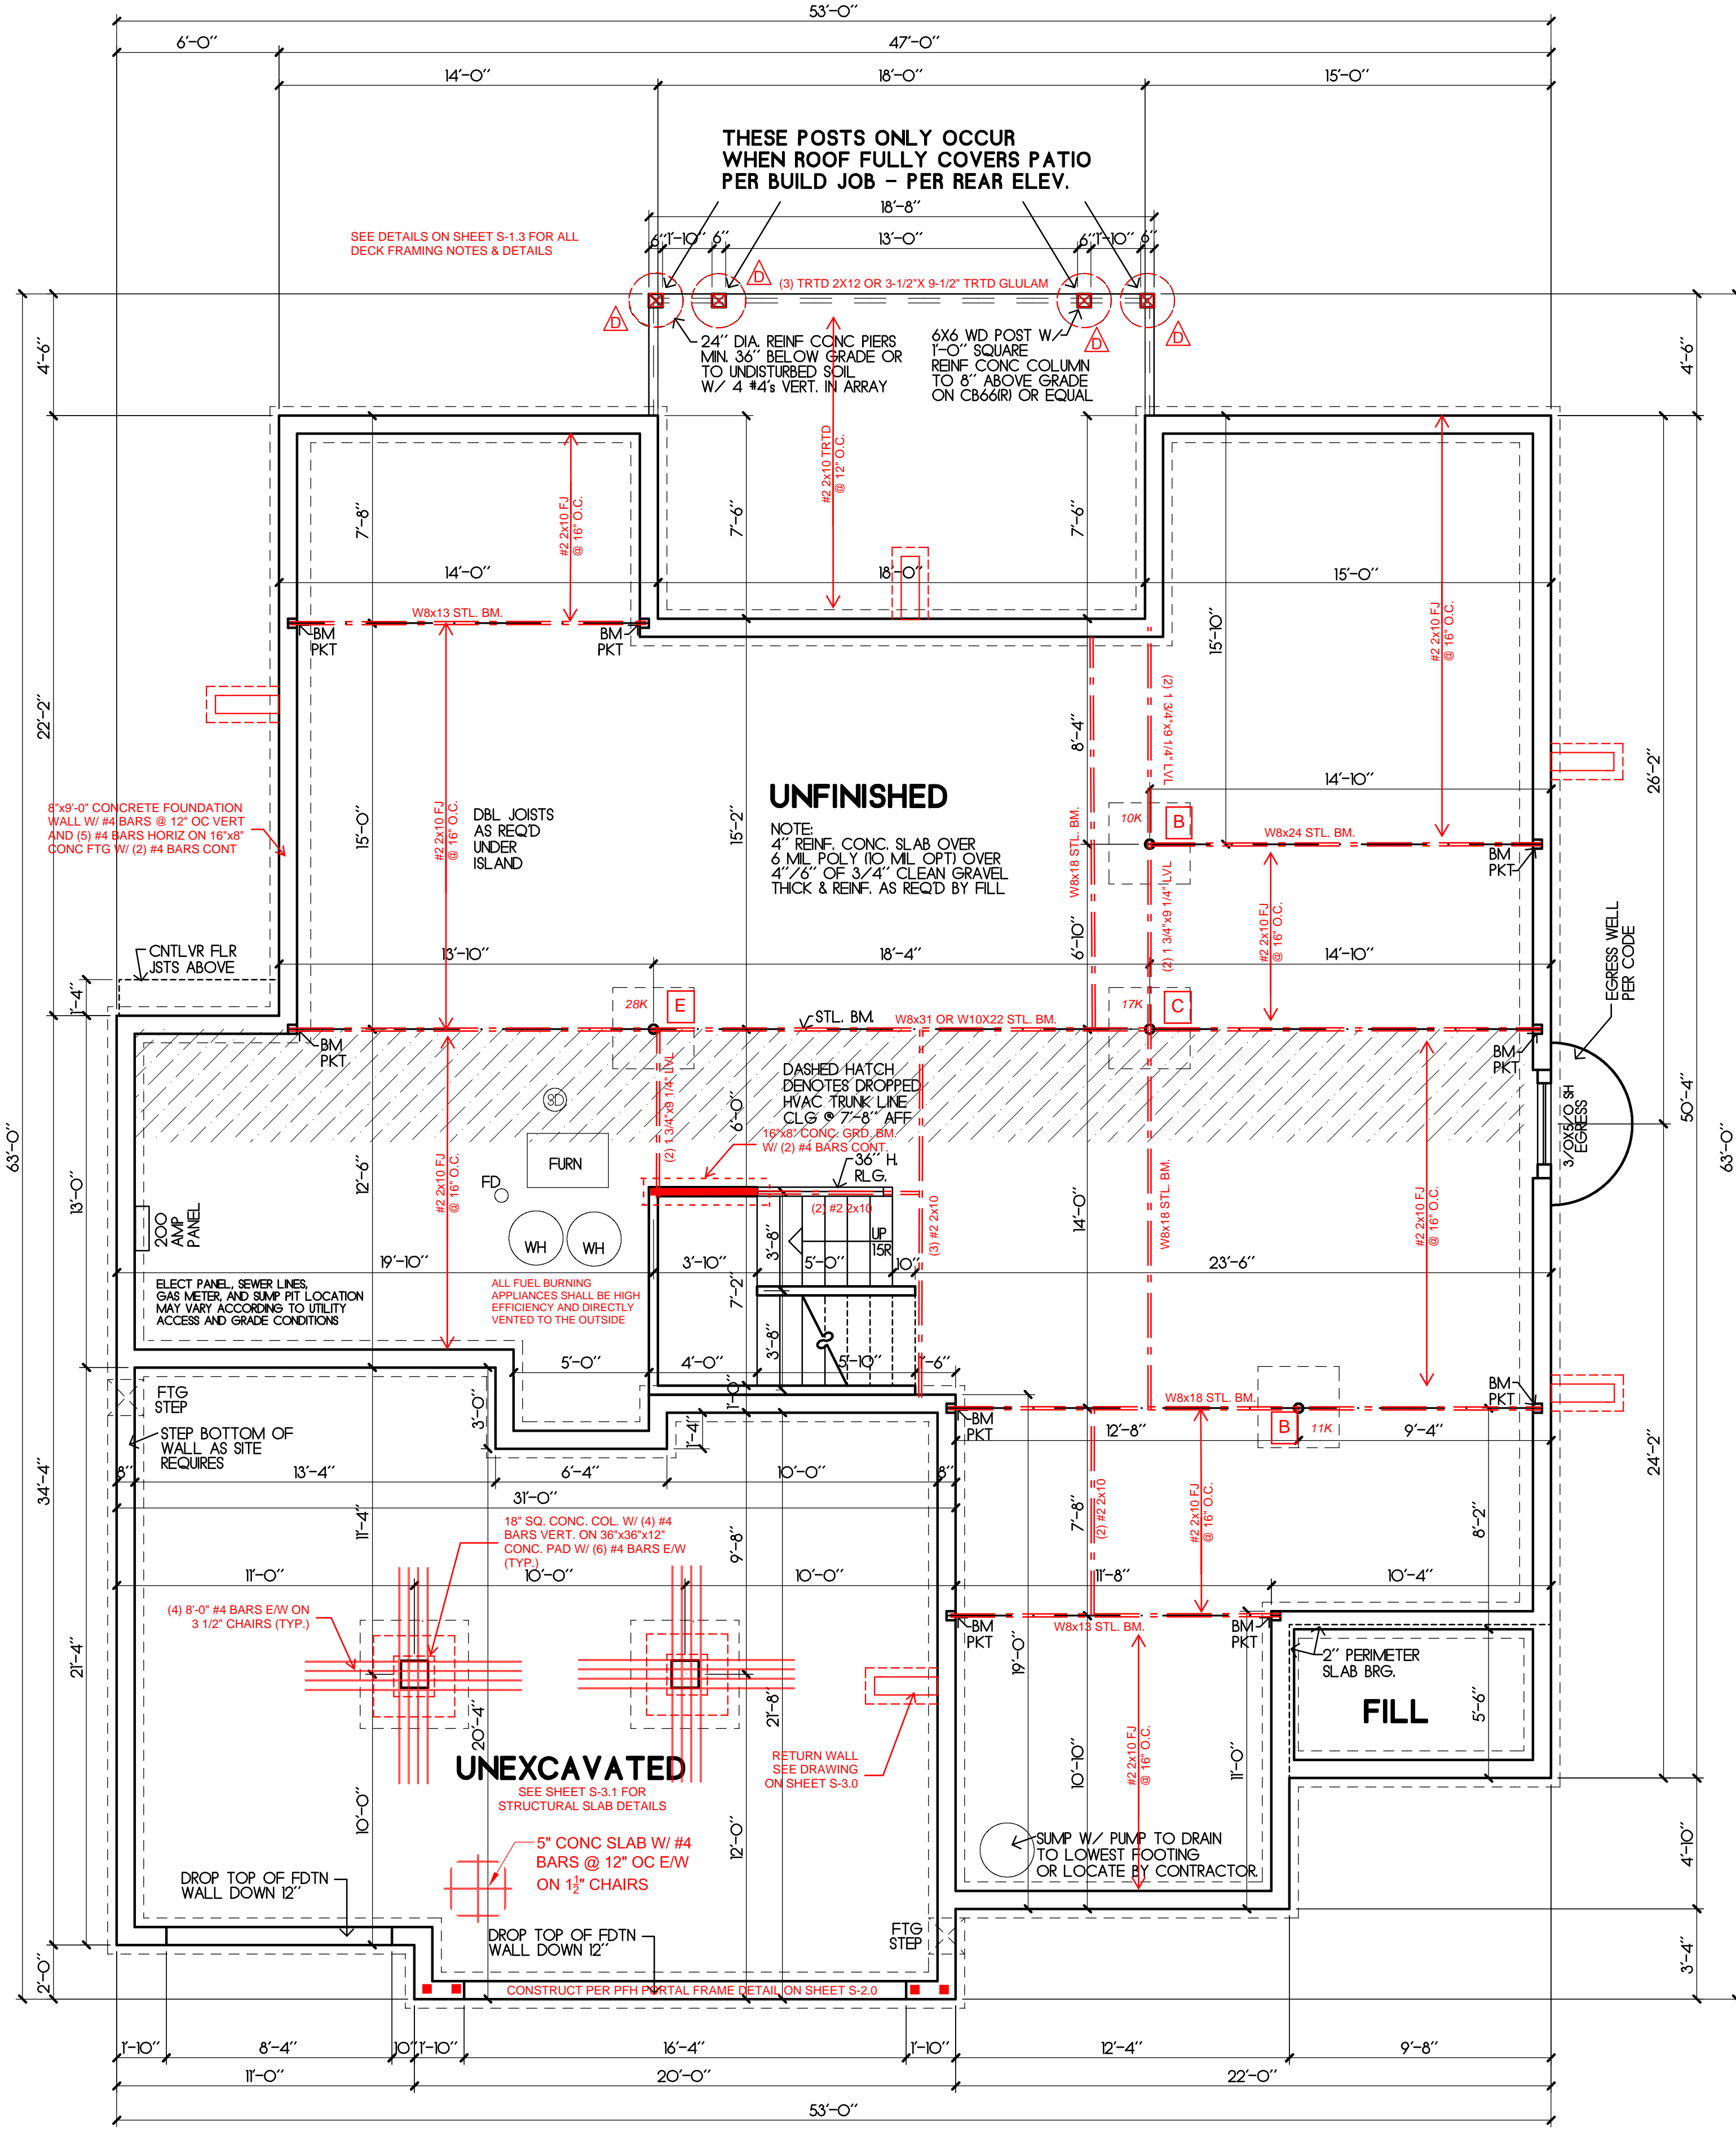 53'-0"
6'-0"
47'-0"
14'-0"
18'-0"
15'-0"
THESE POSTS ONLY OCCUR
WHEN ROOF FULLY COVERS PATIO
PER BUILD JOB - PER REAR ELEV.
18'-8"
6"
1'-10"
6"
13'-0"
6"
1'-10"
6"
SEE DETAILS ON SHEET S-1.3 FOR ALL
DECK FRAMING NOTES & DETAILS
D
(3) TRTD 2X12 OR 3-1/2"X 9-1/2" TRTD GLULAM
D
D
D
24" DIA. REINF CONC PIERS
MIN. 36" BELOW GRADE OR
TO UNDISTURBED SOIL
W/ 4 #4's VERT. IN ARRAY
6X6 WD POST W/
1'-0" SQUARE
REINF CONC COLUMN
TO 8" ABOVE GRADE
ON CB66(R) OR EQUAL
4'-6"
4'-6"
#2 2x10 TRTD
@ 12" O.C.
7'-8"
#2 2x10 FJ
@ 16" O.C.
7'-6"
7'-6"
15'-10"
#2 2x10 FJ
@ 16" O.C.
14'-0"
18'-0"
15'-0"
W8x13 STL. BM.
BM
PKT
BM
PKT
22'-2"
26'-2"
8'-4"
(2) 1 3/4"x9 1/4" LVL
14'-10"
UNFINISHED
NOTE:
4" REINF. CONC. SLAB OVER
6 MIL POLY (10 MIL OPT) OVER
4"/6" OF 3/4" CLEAN GRAVEL
THICK & REINF. AS REQ'D BY FILL
8"x9'-0" CONCRETE FOUNDATION
WALL W/ #4 BARS @ 12" OC VERT
AND (5) #4 BARS HORIZ ON 16"x8"
CONC FTG W/ (2) #4 BARS CONT
15'-0"
#2 2x10 FJ
@ 16" O.C.
DBL JOISTS
AS REQ'D
UNDER
ISLAND
15'-2"
W8x18 STL. BM.
10K
B
W8x24 STL. BM.
BM
PKT
6'-10"
(2) 1 3/4"x9 1/4" LVL
#2 2x10 FJ
@ 16" O.C.
CNTLVR FLR
JSTS ABOVE
13'-10"
18'-4"
14'-10"
EGRESS WELL
PER CODE
1'-4"
28K
E
STL. BM.
W8x31 OR W10X22 STL. BM.
17K
C
BM
PKT
BM
PKT
DASHED HATCH
DENOTES DROPPED
HVAC TRUNK LINE
CLG @ 7'-8" AFF
6'-0"
(2) 1 3/4"x9 1/4" LVL
SD
FURN
FD
WH
WH
16"x8" CONC. GRD. BM.
W/ (2) #4 BARS CONT.
36" H.
RLG.
3/0X5/0 SH
EGRESS
50'-4"
63'-0"
63'-0"
13'-0"
12'-6"
#2 2x10 FJ
@ 16" O.C.
200
AMP
PANEL
(2) #2 2x10
UP
15R
3'-8"
(3) #2 2x10
14'-0"
W8x18 STL. BM.
#2 2x10 FJ
@ 16" O.C.
19'-10"
3'-10"
5'-0"
10"
23'-6"
ELECT PANEL, SEWER LINES,
GAS METER, AND SUMP PIT LOCATION
MAY VARY ACCORDING TO UTILITY
ACCESS AND GRADE CONDITIONS
ALL FUEL BURNING
APPLIANCES SHALL BE HIGH
EFFICIENCY AND DIRECTLY
VENTED TO THE OUTSIDE
7'-2"
3'-8"
5'-0"
4'-0"
5'-10"
1'-6"
1'-0"
FTG
STEP
STEP BOTTOM OF
WALL AS SITE
REQUIRES
3'-0"
1'-4"
W8x18 STL. BM.
BM
PKT
BM
PKT
12'-8"
B
11K
9'-4"
34'-4"
24'-2"
8"
13'-4"
6'-4"
10'-0"
8"
31'-0"
11'-4"
18" SQ. CONC. COL. W/ (4) #4
BARS VERT. ON 36"x36"x12"
CONC. PAD W/ (6) #4 BARS E/W
(TYP.)
9'-8"
7'-8"
(2) #2 2x10
#2 2x10 FJ
@ 16" O.C.
8'-2"
11'-0"
10'-0"
10'-0"
11'-8"
10'-4"
(4) 8'-0" #4 BARS E/W ON
3 1/2" CHAIRS (TYP.)
BM
PKT
W8x13 STL. BM.
BM
PKT
21'-4"
19'-0"
2" PERIMETER
SLAB BRG.
FILL
5'-6"
20'-4"
21'-8"
UNEXCAVATED
SEE SHEET S-3.1 FOR
STRUCTURAL SLAB DETAILS
RETURN WALL
SEE DRAWING
ON SHEET S-3.0
10'-10"
#2 2x10 FJ
@ 16" O.C.
11'-0"
10'-0"
12'-0"
5" CONC SLAB W/ #4
BARS @ 12" OC E/W
ON 1½" CHAIRS
SUMP W/ PUMP TO DRAIN
TO LOWEST FOOTING
OR LOCATE BY CONTRACTOR.
4'-10"
DROP TOP OF FDTN
WALL DOWN 12"
DROP TOP OF FDTN
WALL DOWN 12"
FTG
STEP
2'-0"
3'-4"
CONSTRUCT PER PFH PORTAL FRAME DETAIL ON SHEET S-2.0
1'-10"
8'-4"
10"
1'-10"
16'-4"
1'-10"
12'-4"
9'-8"
11'-0"
20'-0"
22'-0"
53'-0"